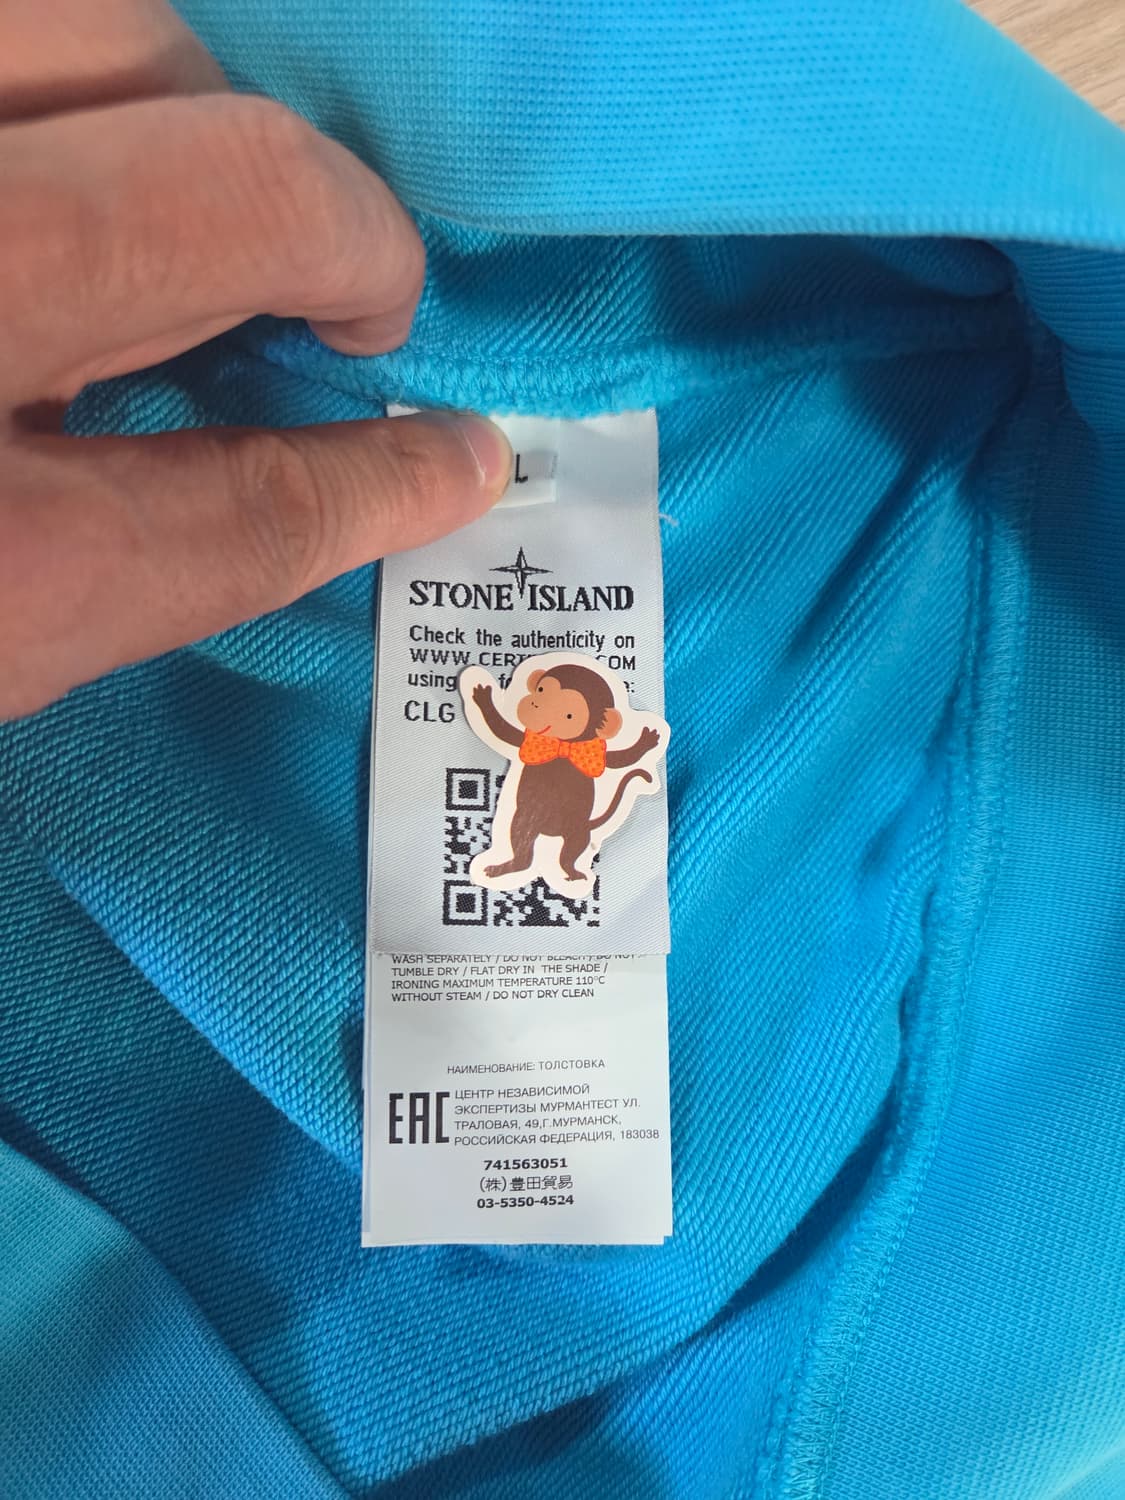 L
STONE ISLAND
Check the authenticity on
WWW.CERT COM
using
CLG
WASH SEPARATELY / DO NOT BLEACH / DO NOT
TUMBLE DRY / FLAT DRY IN THE SHADE /
IRONING MAXIMUM TEMPERATURE 110°C
WITHOUT STEAM / DO NOT DRY CLEAN
НАИМЕНОВАНИЕ: ТОЛСТОВКА
EAC
ЦЕНТР НЕЗАВИСИМОЙ
ЭКСПЕРТИЗЫ МУРМАНТЕСТ УЛ.
ТРАЛОВАЯ, 49,Г.МУРМАНСК,
РОССИЙСКАЯ ФЕДЕРАЦИЯ, 183038
741563051
(株)豊田貿易
03-5350-4524